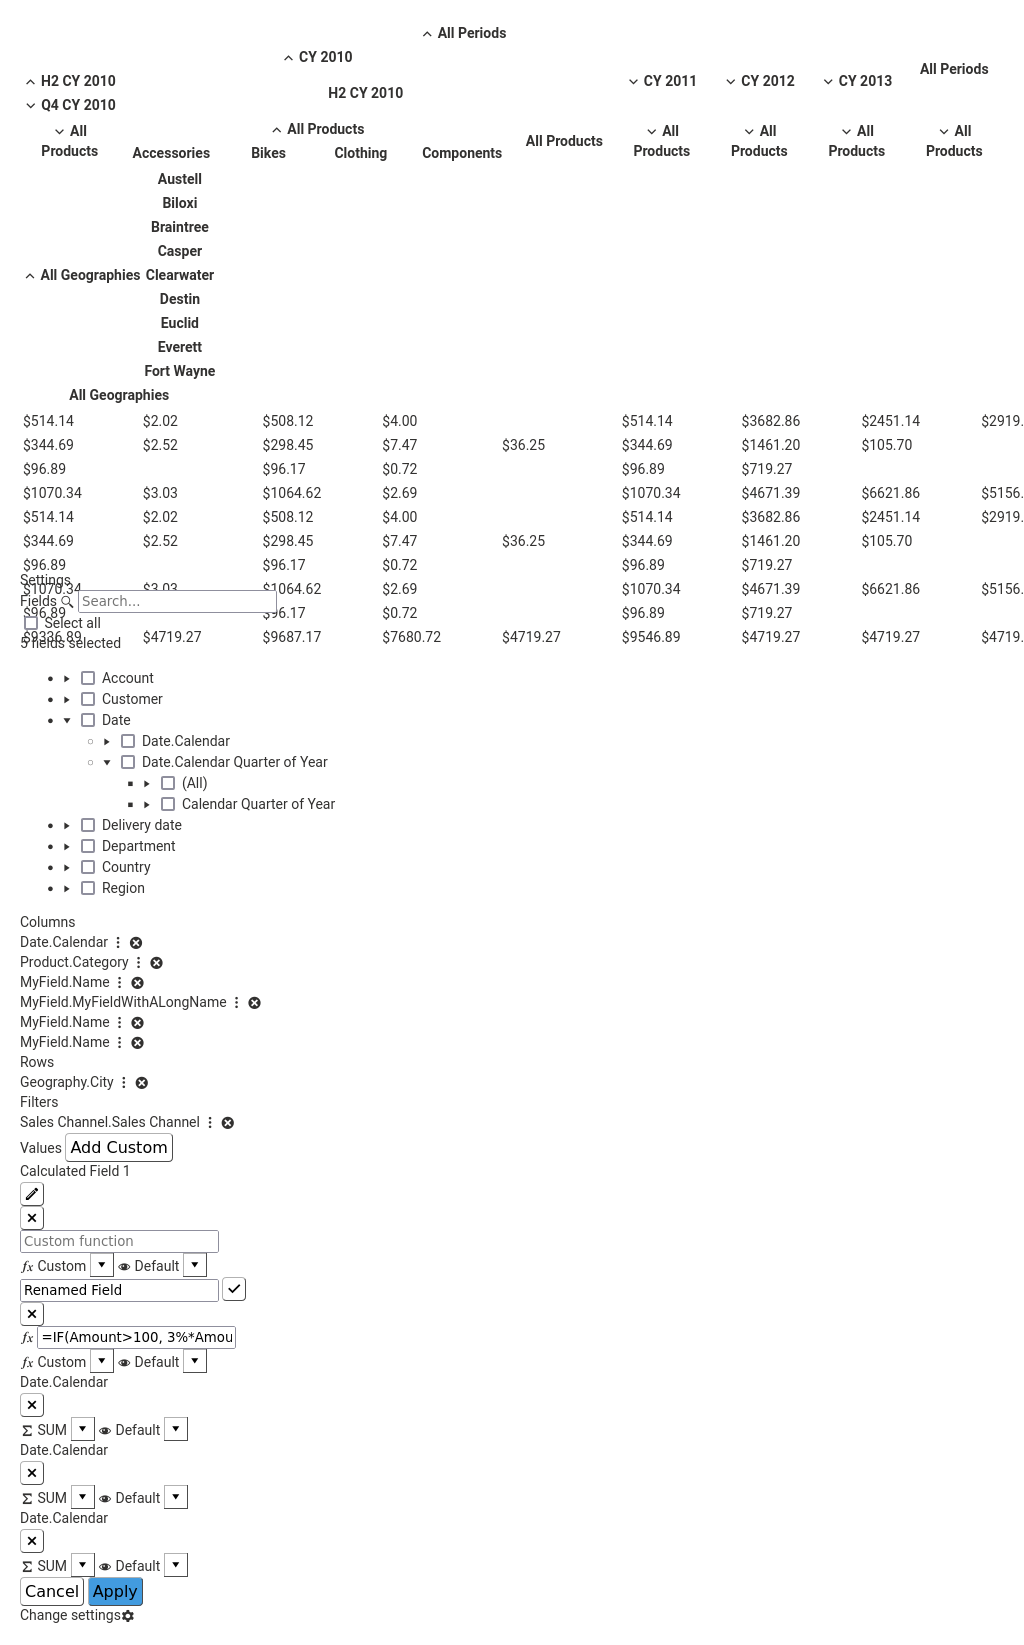 All Periods
CY 2010
All Periods
H2 CY 2010
CY 2011
CY 2012
CY 2013
H2 CY 2010
Q4 CY 2010
All Products
All Products
All Products
All Products
All Products
All Products
All Products
Accessories
Bikes
Clothing
Components
Austell
Biloxi
Braintree
Casper
All Geographies Clearwater
Destin
Euclid
Everett
Fort Wayne
All Geographies
$514.14 $2.02 $508.12 $4.00 $514.14 $3682.86 $2451.14 $2919.
$344.69 $2.52 $298.45 $7.47 $36.25 $344.69 $1461.20 $105.70
$96.89 $96.17 $0.72 $96.89 $719.27
$1070.34 $3.03 $1064.62 $2.69 $1070.34 $4671.39 $6621.86 $5156.
$514.14 $2.02 $508.12 $4.00 $514.14 $3682.86 $2451.14 $2919.
$344.69 $2.52 $298.45 $7.47 $36.25 $344.69 $1461.20 $105.70
$96.89 $96.17 $0.72 $96.89 $719.27
Settings
$1070.34 $3.03 $1064.62 $2.69 $1070.34 $4671.39 $6621.86 $5156.
Fields Search...
$96.89 $96.17 $0.72 $96.89 $719.27
Select all
$9336.89 $4719.27 $9687.17 $7680.72 $4719.27 $9546.89 $4719.27 $4719.27 $4719.
5 fields selected
Account
Customer
Date
Date.Calendar
Date.Calendar Quarter of Year
(All)
Calendar Quarter of Year
Delivery date
Department
Country
Region
Columns
Date.Calendar
Product.Category
MyField.Name
MyField.MyFieldWithALongName
MyField.Name
MyField.Name
Rows
Geography.City
Filters
Sales Channel.Sales Channel
Values Add Custom
Calculated Field 1
Custom function
fx Custom Default
Renamed Field
fx =IF(Amount>100, 3%*Amou
fx Custom Default
Date.Calendar
Σ SUM Default
Date.Calendar
Σ SUM Default
Date.Calendar
Σ SUM Default
Cancel Apply
Change settings